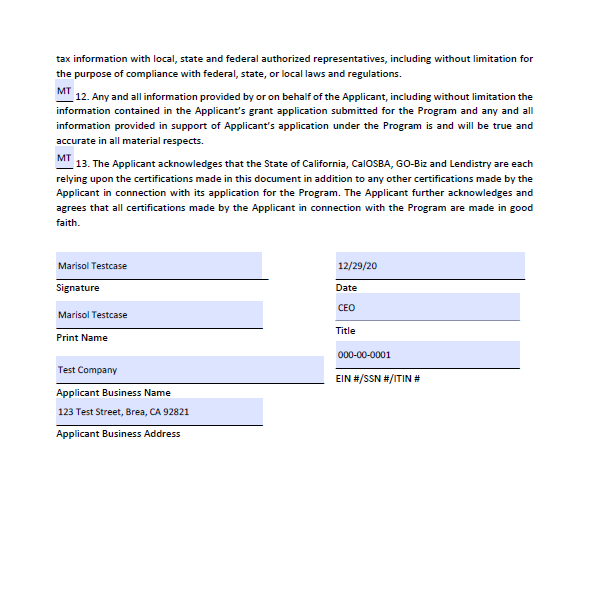 tax information with local, state and federal authorized representatives, including without limitation for
the purpose of compliance with federal, state, or local laws and regulations.
MT 12. Any and all information provided by or on behalf of the Applicant, including without limitation the
information contained in the Applicant's grant application submitted for the Program and any and all
information provided in support of Applicant's application under the Program is and will be true and
accurate in all material respects.
MT 13. The Applicant acknowledges that the State of California, CalOSBA, GO-Biz and Lendistry are each
relying upon the certifications made in this document in addition to any other certifications made by the
Applicant in connection with its application for the Program. The Applicant further acknowledges and
agrees that all certifications made by the Applicant in connection with the Program are made in good
faith.
Marisol Testcase
Signature
Marisol Testcase
Print Name
Test Company
Applicant Business Name
123 Test Street, Brea, CA 92821
Applicant Business Address
12/29/20
Date
CEO
Title
000-00-0001
EIN #/SSN #/ITIN #